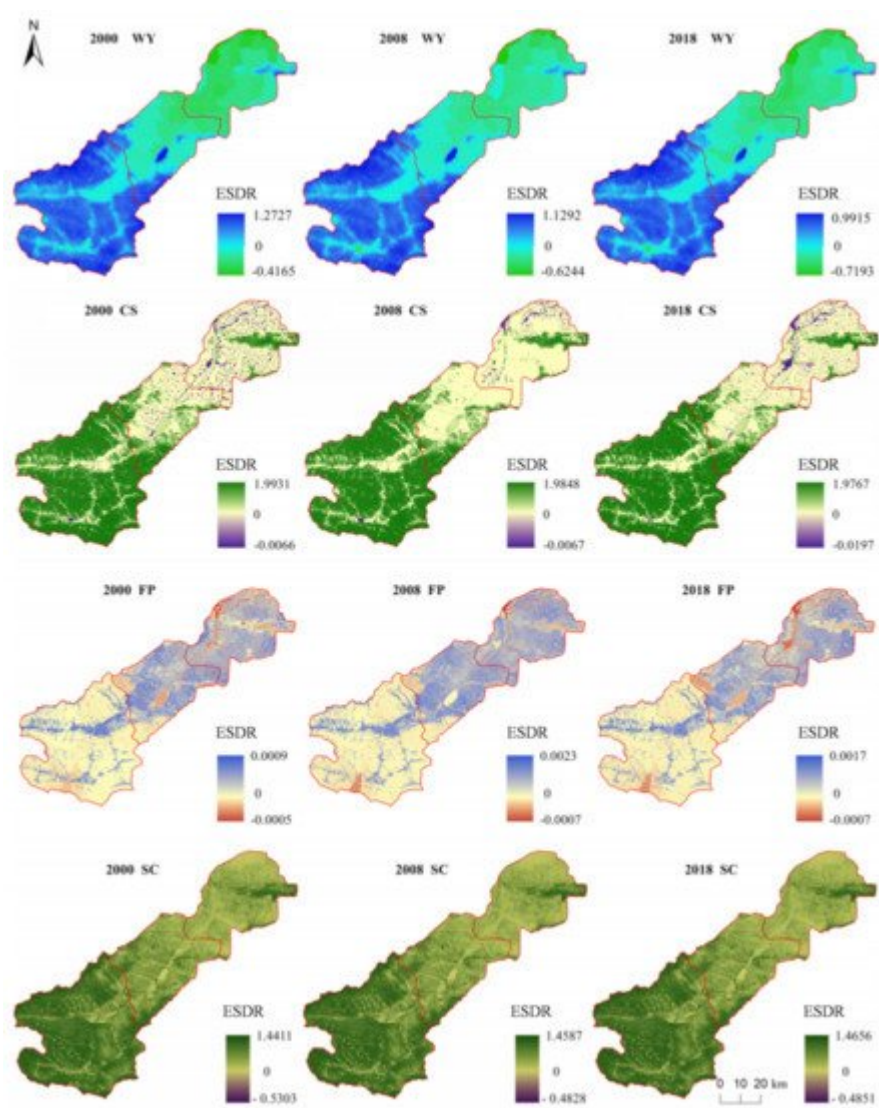 N
2000 WY
2008 WY
2018 WY
ESDR
1.2727
0
-0.4165
ESDR
1.1292
0
-0.6244
ESDR
0.9915
0
-0.7193
2000 CS
2008 CS
2018 CS
ESDR
1.9931
0
-0.0066
ESDR
1.9848
0
-0.0067
ESDR
1.9767
0
-0.0197
2000 FP
2008 FP
2018 FP
ESDR
0.0009
0
-0.0005
ESDR
0.0023
0
-0.0007
ESDR
0.0017
0
-0.0007
2000 SC
2008 SC
2018 SC
ESDR
1.4411
0
- 0.5303
ESDR
1.4587
0
- 0.4828
ESDR
1.4656
0
- 0.4851
0 10 20 km